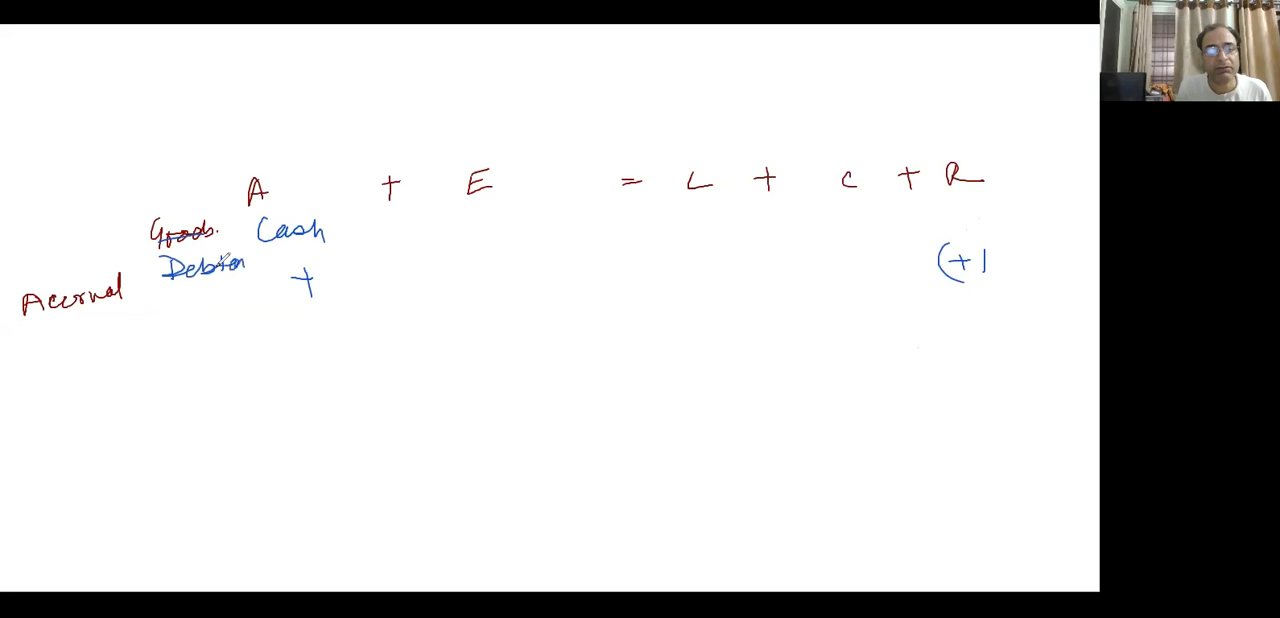 A + E = L + C + R
Goods. Cash
Debtor + (+)
Accrual